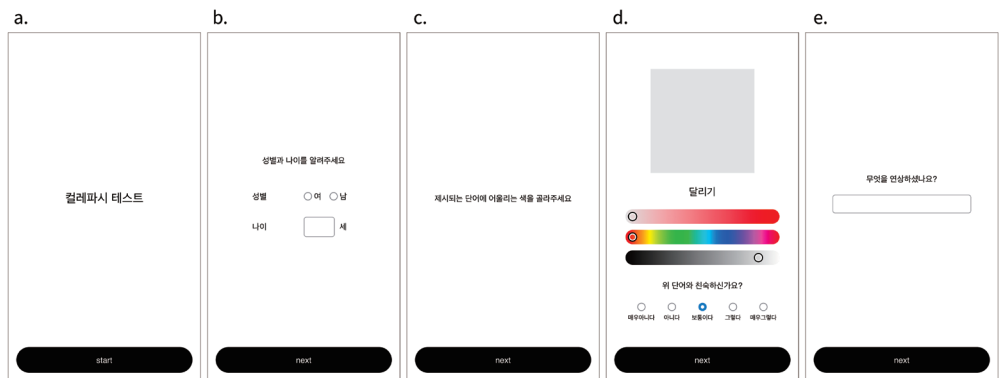 a.
컬레파시 테스트
start
b.
성별과 나이를 알려주세요
성별 여 남
나이 세
next
c.
제시되는 단어에 어울리는 색을 골라주세요
next
d.
달리기
위 단어와 친숙하신가요?
매우아니다 아니다 보통이다 그렇다 매우그렇다
next
e.
무엇을 연상하셨나요?
next